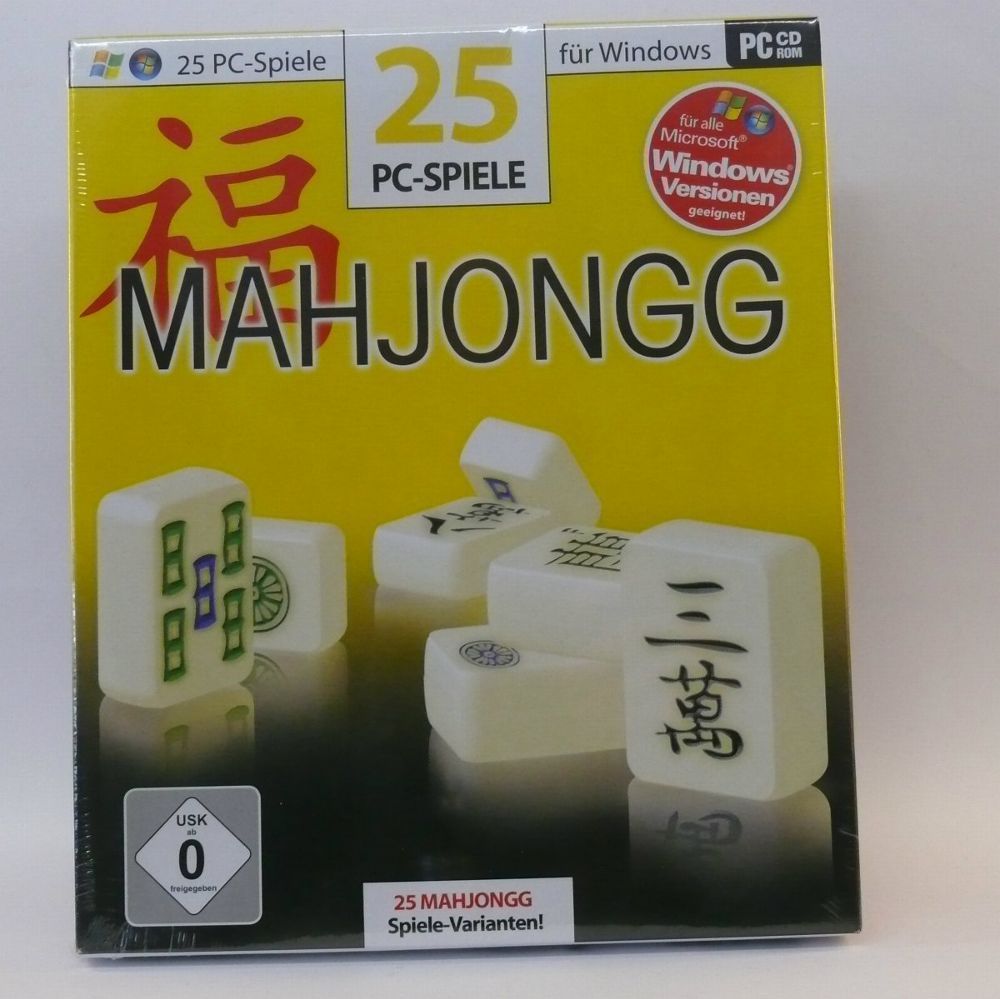 25 PC-Spiele
25
PC-SPIELE
für Windows
PC CD
ROM
für alle
Microsoft®
Windows®
Versionen
geeignet!
福
MAHJONGG
八
三
萬
USK
ab
0
freigegeben
25 MAHJONGG
Spiele-Varianten!